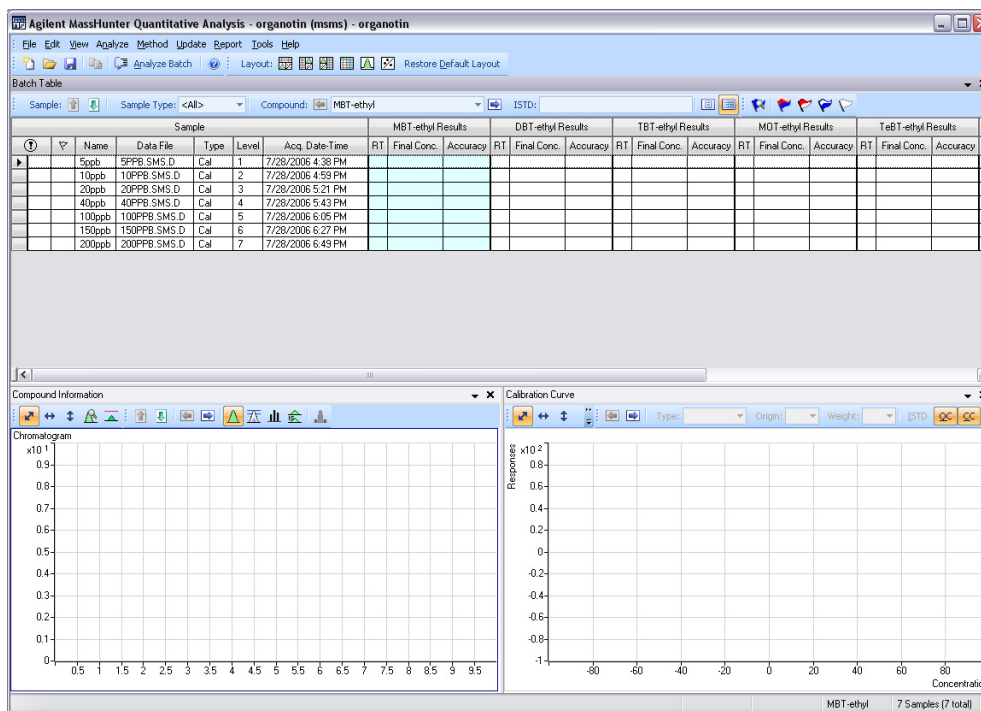 Agilent MassHunter Quantitative Analysis - organotin (msms) - organotin
File Edit View Analyze Method Update Report Tools Help
Analyze Batch Layout: Restore Default Layout
Batch Table
Sample: Sample Type: <All> Compound: MBT-ethyl ISTD:
Sample MBT-ethyl Results DBT-ethyl Results TBT-ethyl Results MOT-ethyl Results TeBT-ethyl Results
Name Data File Type Level Acq. Date-Time RT Final Conc. Accuracy RT Final Conc. Accuracy RT Final Conc. Accuracy RT Final Conc. Accuracy RT Final Conc. Accuracy
5ppb 5PPB.SMS.D Cal 1 7/28/2006 4:38 PM
10ppb 10PPB.SMS.D Cal 2 7/28/2006 4:59 PM
20ppb 20PPB.SMS.D Cal 3 7/28/2006 5:21 PM
40ppb 40PPB.SMS.D Cal 4 7/28/2006 5:43 PM
100ppb 100PPB.SMS.D Cal 5 7/28/2006 6:05 PM
150ppb 150PPB.SMS.D Cal 6 7/28/2006 6:27 PM
200ppb 200PPB.SMS.D Cal 7 7/28/2006 6:49 PM
Compound Information
Chromatogram
x10 1
0.9
0.8
0.7
0.6
0.5
0.4
0.3
0.2
0.1
0
0.5 1 1.5 2 2.5 3 3.5 4 4.5 5 5.5 6 6.5 7 7.5 8 8.5 9 9.5
Calibration Curve
Type: Origin: Weight: ISTD QC CC
Responses
x10 2
0.8
0.6
0.4
0.2
0
-0.2
-0.4
-0.6
-0.8
-1
-80 -60 -40 -20 0 20 40 60 80
Concentratio
MBT-ethyl 7 Samples (7 total)